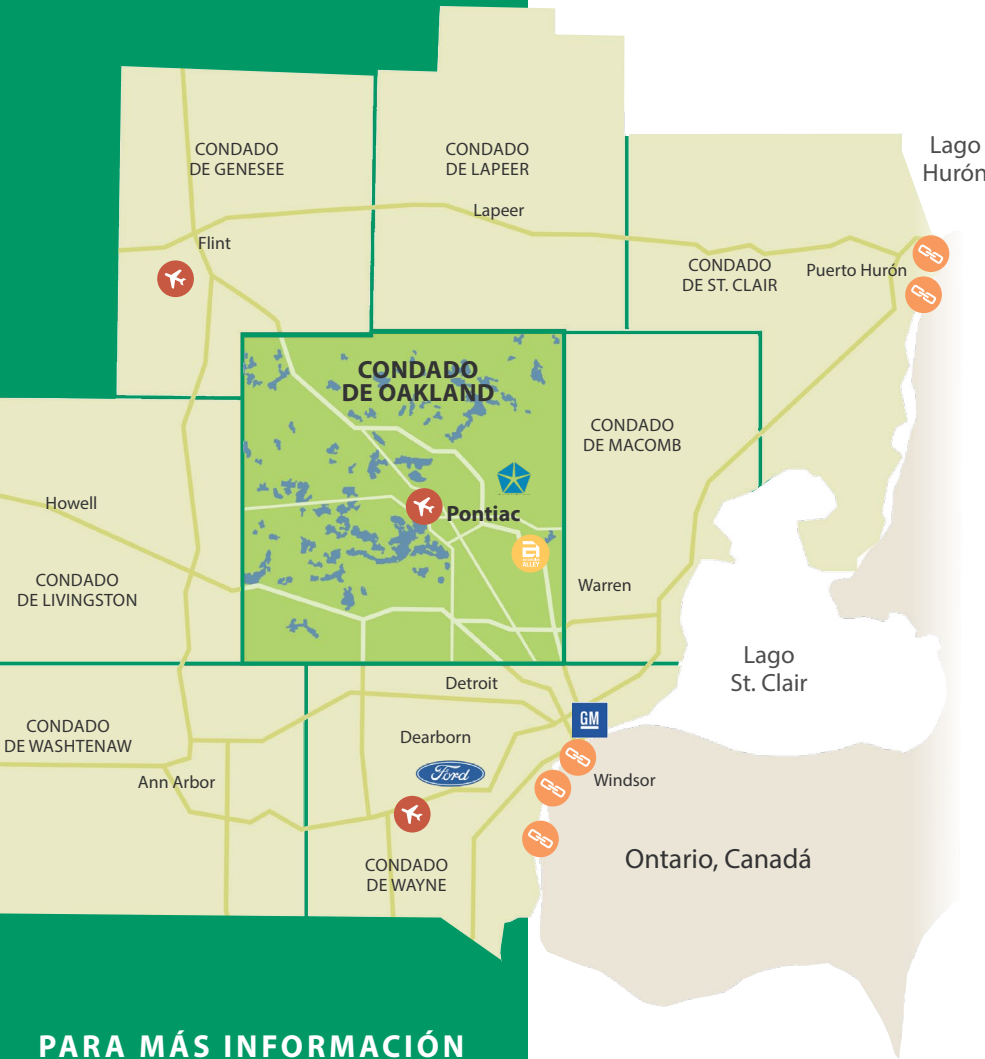 CONDADO
DE GENESEE
CONDADO
DE LAPEER
Lago
Hurón
Lapeer
Flint
CONDADO
DE ST. CLAIR
Puerto Hurón
CONDADO
DE OAKLAND
CONDADO
DE MACOMB
Howell
Pontiac
ALLEY
CONDADO
DE LIVINGSTON
Warren
Lago
St. Clair
Detroit
GM
CONDADO
DE WASHTENAW
Dearborn
Ford
Ann Arbor
Windsor
CONDADO
DE WAYNE
Ontario, Canadá
PARA MÁS INFORMACIÓN